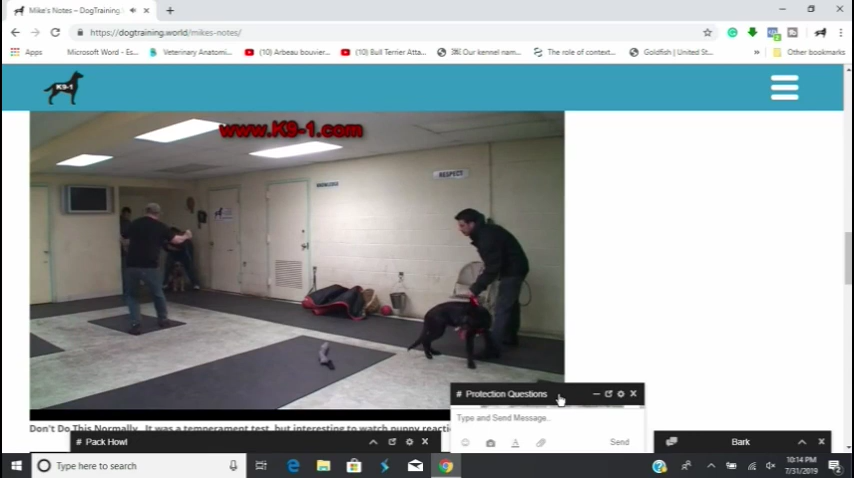 Mike's Notes – DogTraining.
https://dogtraining.world/mikes-notes/
Apps
Microsoft Word - Es...
Veterinary Anatomi...
(10) Arbeau bouvier...
(10) Bull Terrier Atta...
Our kennel nam...
The role of context...
Goldfish | United St...
»
Other bookmarks
K9-1
www.K9-1.com
KNOWLEDGE
RESPECT
# Protection Questions
Type and Send Message..
Send
Don't Do This Normally. It was a temperament test, but interesting to watch puppy reacti
# Pack Howl
Bark
Type here to search
10:14 PM
7/31/2019
2